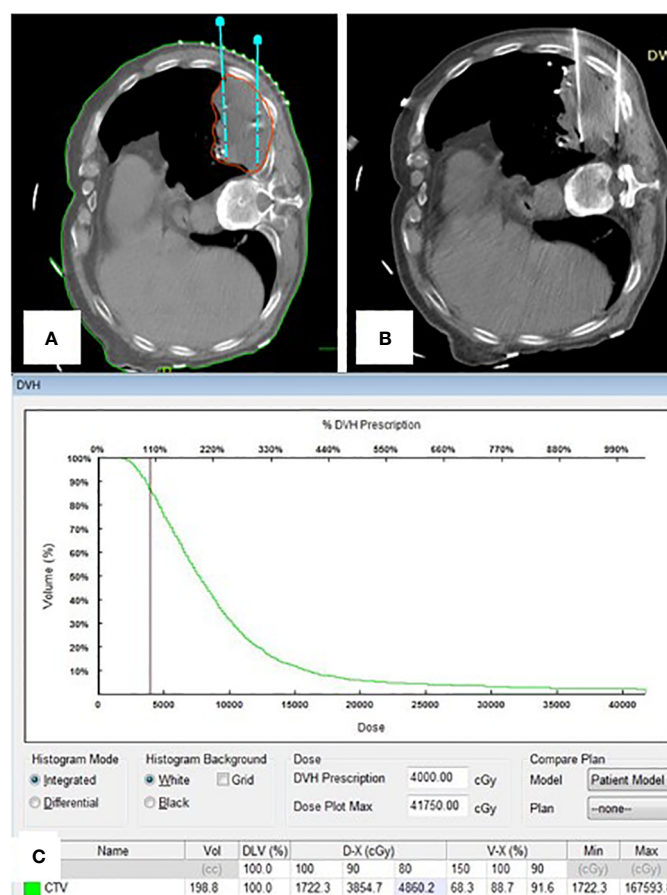 DV
A
B
DVH
% DVH Prescription
0% 110% 220% 330% 440% 550% 660% 770% 880% 990%
100%
90%
80%
70%
60%
50%
40%
30%
20%
10%
Volume (%)
0 5000 10000 15000 20000 25000 30000 35000 40000
Dose
Histogram Mode Histogram Background Dose Compare Plan
Integrated White Grid DVH Prescription 4000.00 cGy Model Patient Model
Differential Black Dose Plot Max 41750.00 cGy Plan --none--
C
Name Vol DLV (%) D-X (cGy) V-X (%) Min Max
(cc) 100.0 100 90 80 150 100 90 (cGy) (cGy)
CTV 198.8 100.0 1722.3 3854.7 4860.2 68.3 88.7 91.6 1722.3